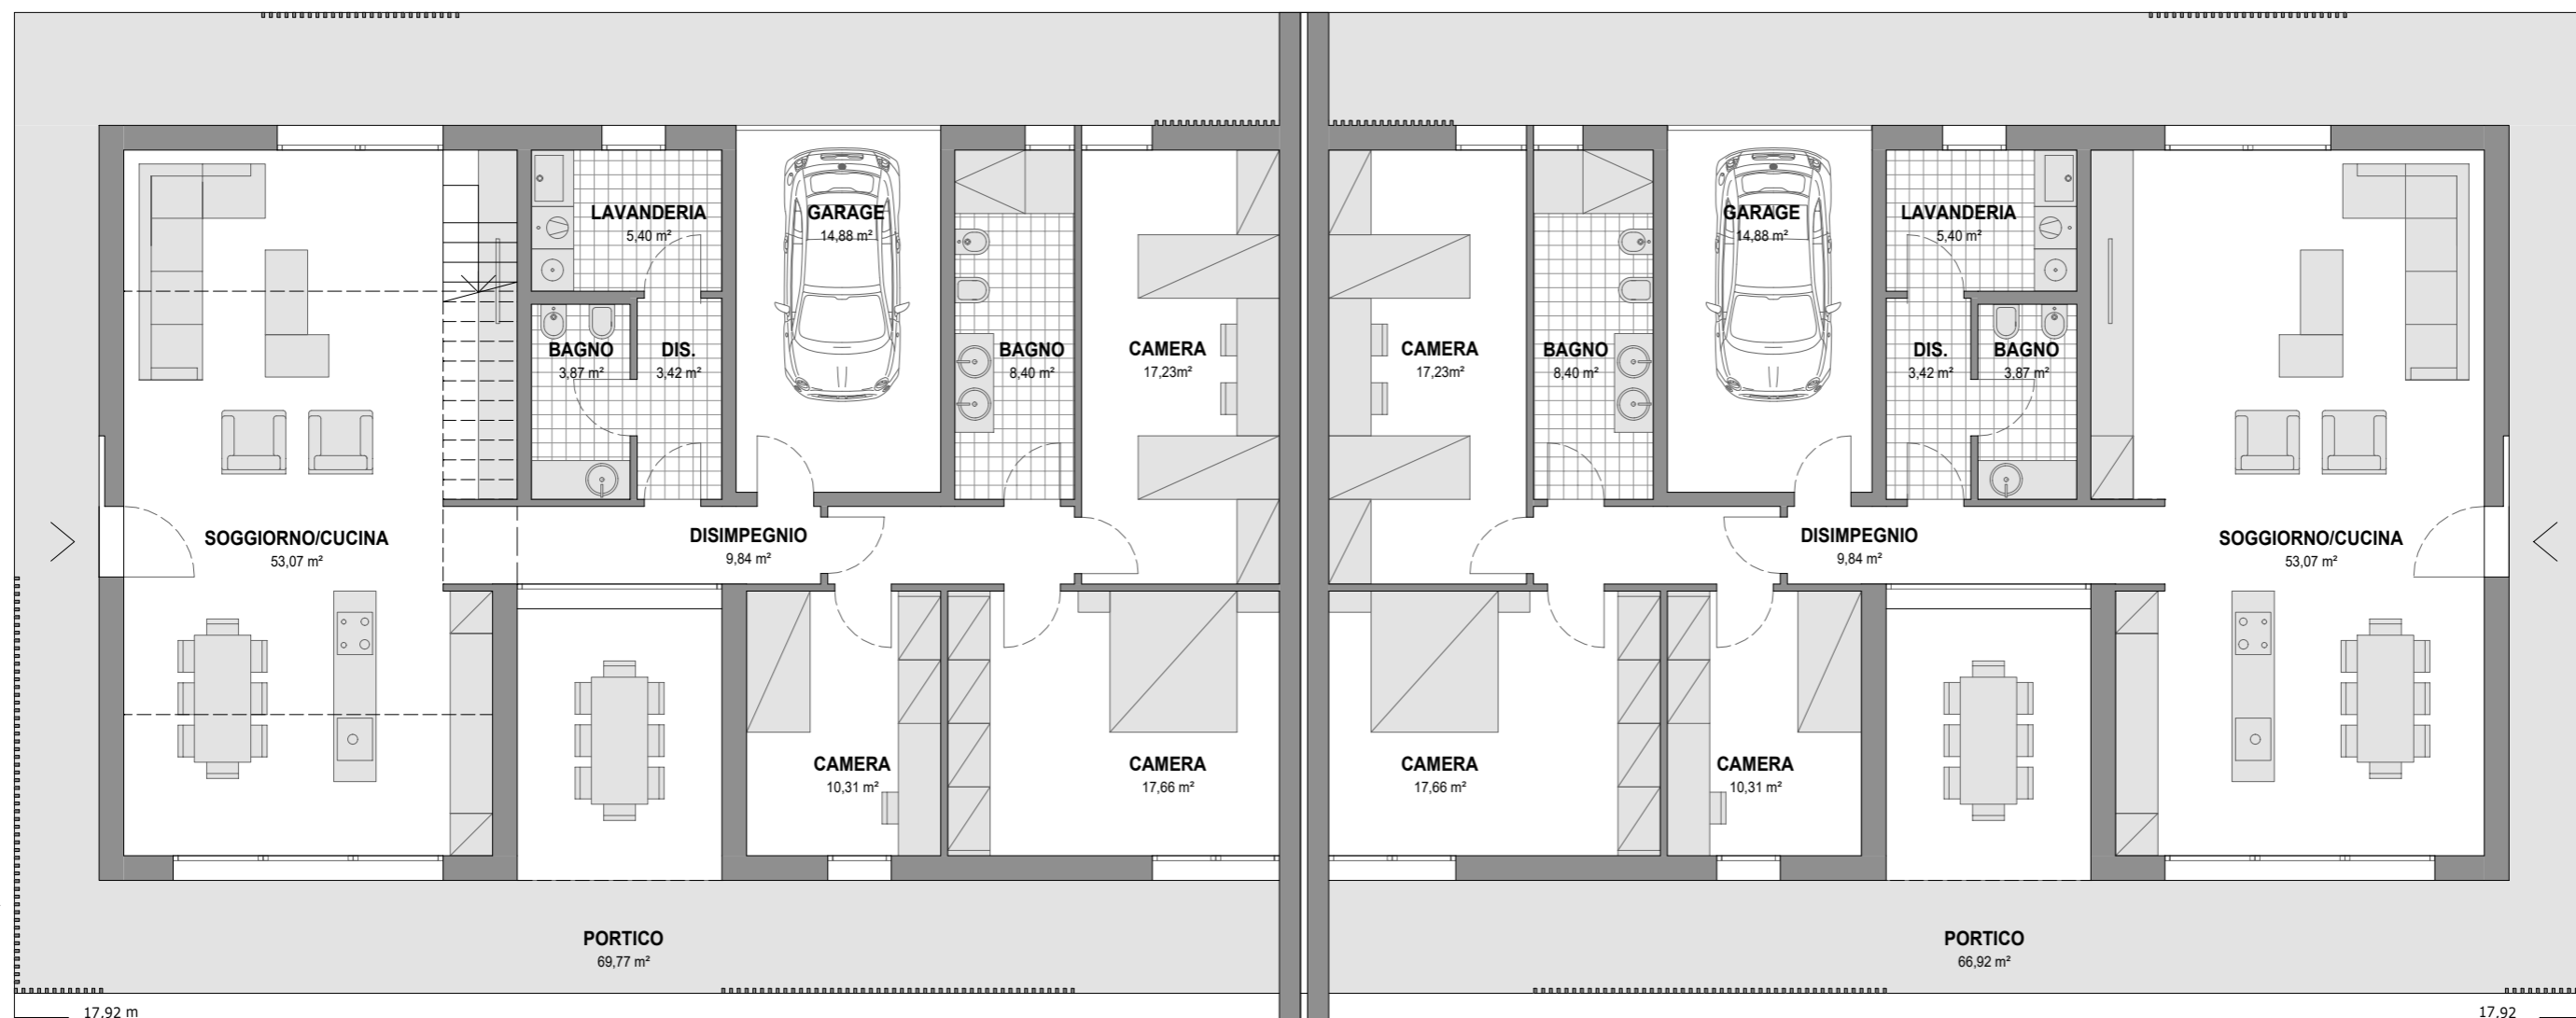 LAVANDERIA
5,40 m²
GARAGE
14,88 m²
BAGNO
3,87 m²
DIS.
3,42 m²
BAGNO
8,40 m²
CAMERA
17,23m²
SOGGIORNO/CUCINA
53,07 m²
DISIMPEGNIO
9,84 m²
CAMERA
10,31 m²
CAMERA
17,66 m²
PORTICO
69,77 m²
17,92 m
GARAGE
14,88 m²
LAVANDERIA
5,40 m²
CAMERA
17,23m²
BAGNO
8,40 m²
DIS.
3,42 m²
BAGNO
3,87 m²
DISIMPEGNIO
9,84 m²
SOGGIORNO/CUCINA
53,07 m²
CAMERA
17,66 m²
CAMERA
10,31 m²
PORTICO
66,92 m²
17,92